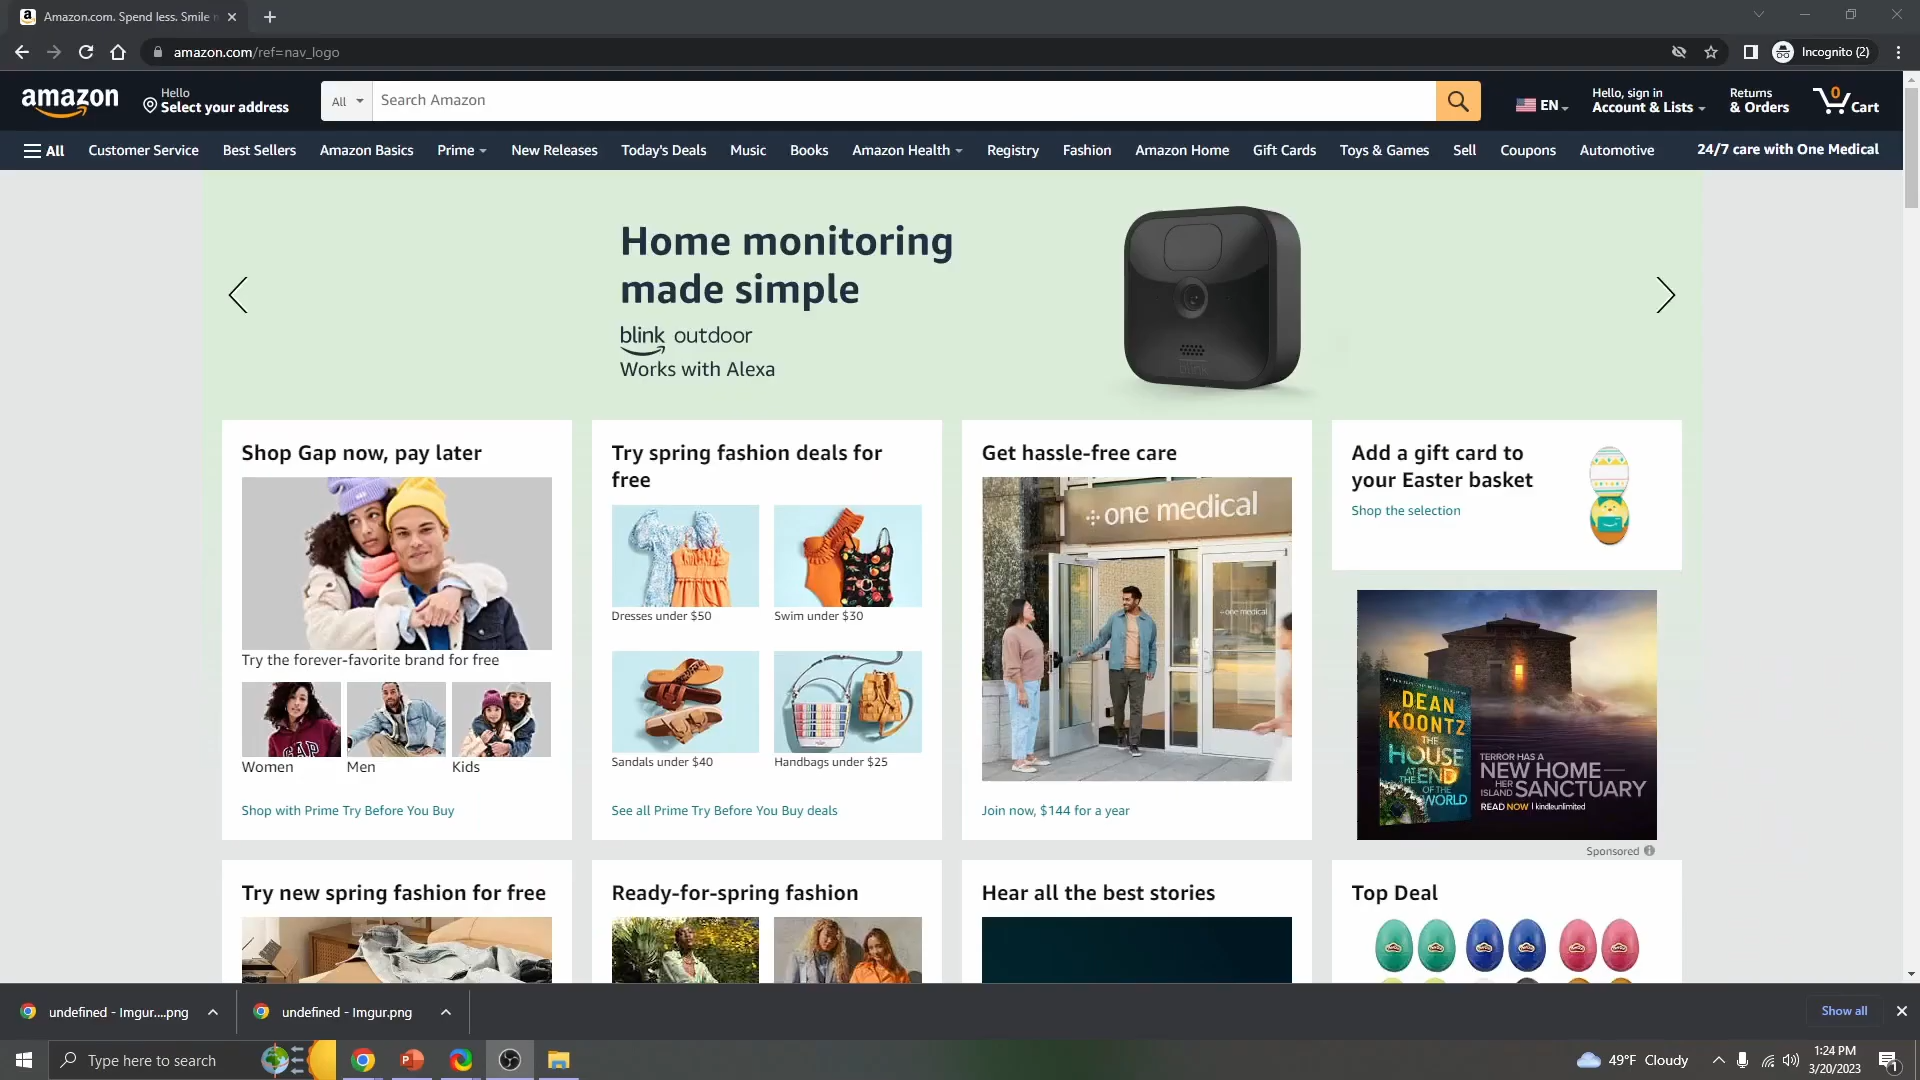 Amazon.com. Spend less. Smile m
amazon.com/ref=nav_logo
Incognito (2)
amazon
Hello
Select your address
All
Search Amazon
EN
Hello, sign in
Account & Lists
Returns
& Orders
0
Cart
All
Customer Service
Best Sellers
Amazon Basics
Prime
New Releases
Today's Deals
Music
Books
Amazon Health
Registry
Fashion
Amazon Home
Gift Cards
Toys & Games
Sell
Coupons
Automotive
24/7 care with One Medical
Home monitoring
made simple
blink outdoor
Works with Alexa
blink
Shop Gap now, pay later
Try the forever-favorite brand for free
GAP
Women
Men
Kids
Shop with Prime Try Before You Buy
Try spring fashion deals for
free
Dresses under $50
Swim under $30
Sandals under $40
Handbags under $25
See all Prime Try Before You Buy deals
Get hassle-free care
one medical
one medical
Join now, $144 for a year
Add a gift card to
your Easter basket
Shop the selection
DEAN
KOONTZ
THE
HOUSE
AT THE END
OF THE
WORLD
TERROR HAS A
NEW HOME—
HER ISLAND SANCTUARY
READ NOW | kindleunlimited
Sponsored
Try new spring fashion for free
Ready-for-spring fashion
Hear all the best stories
Top Deal
undefined - Imgur....png
undefined - Imgur.png
Show all
Type here to search
49°F Cloudy
1:24 PM
3/20/2023
1